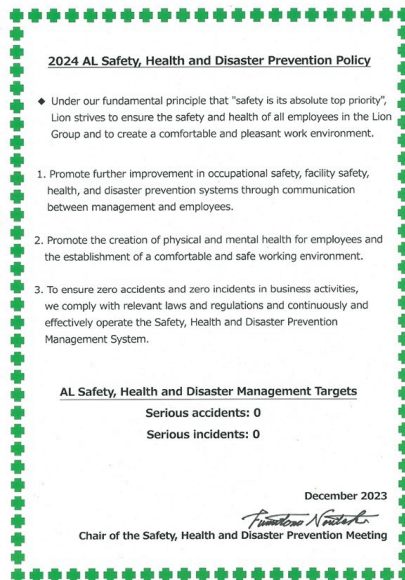 2024 AL Safety, Health and Disaster Prevention Policy
◆ Under our fundamental principle that "safety is its absolute top priority",
Lion strives to ensure the safety and health of all employees in the Lion
Group and to create a comfortable and pleasant work environment.
1. Promote further improvement in occupational safety, facility safety,
health, and disaster prevention systems through communication
between management and employees.
2. Promote the creation of physical and mental health for employees and
the establishment of a comfortable and safe working environment.
3. To ensure zero accidents and zero incidents in business activities,
we comply with relevant laws and regulations and continuously and
effectively operate the Safety, Health and Disaster Prevention
Management System.
AL Safety, Health and Disaster Management Targets
Serious accidents: 0
Serious incidents: 0
December 2023
Chair of the Safety, Health and Disaster Prevention Meeting